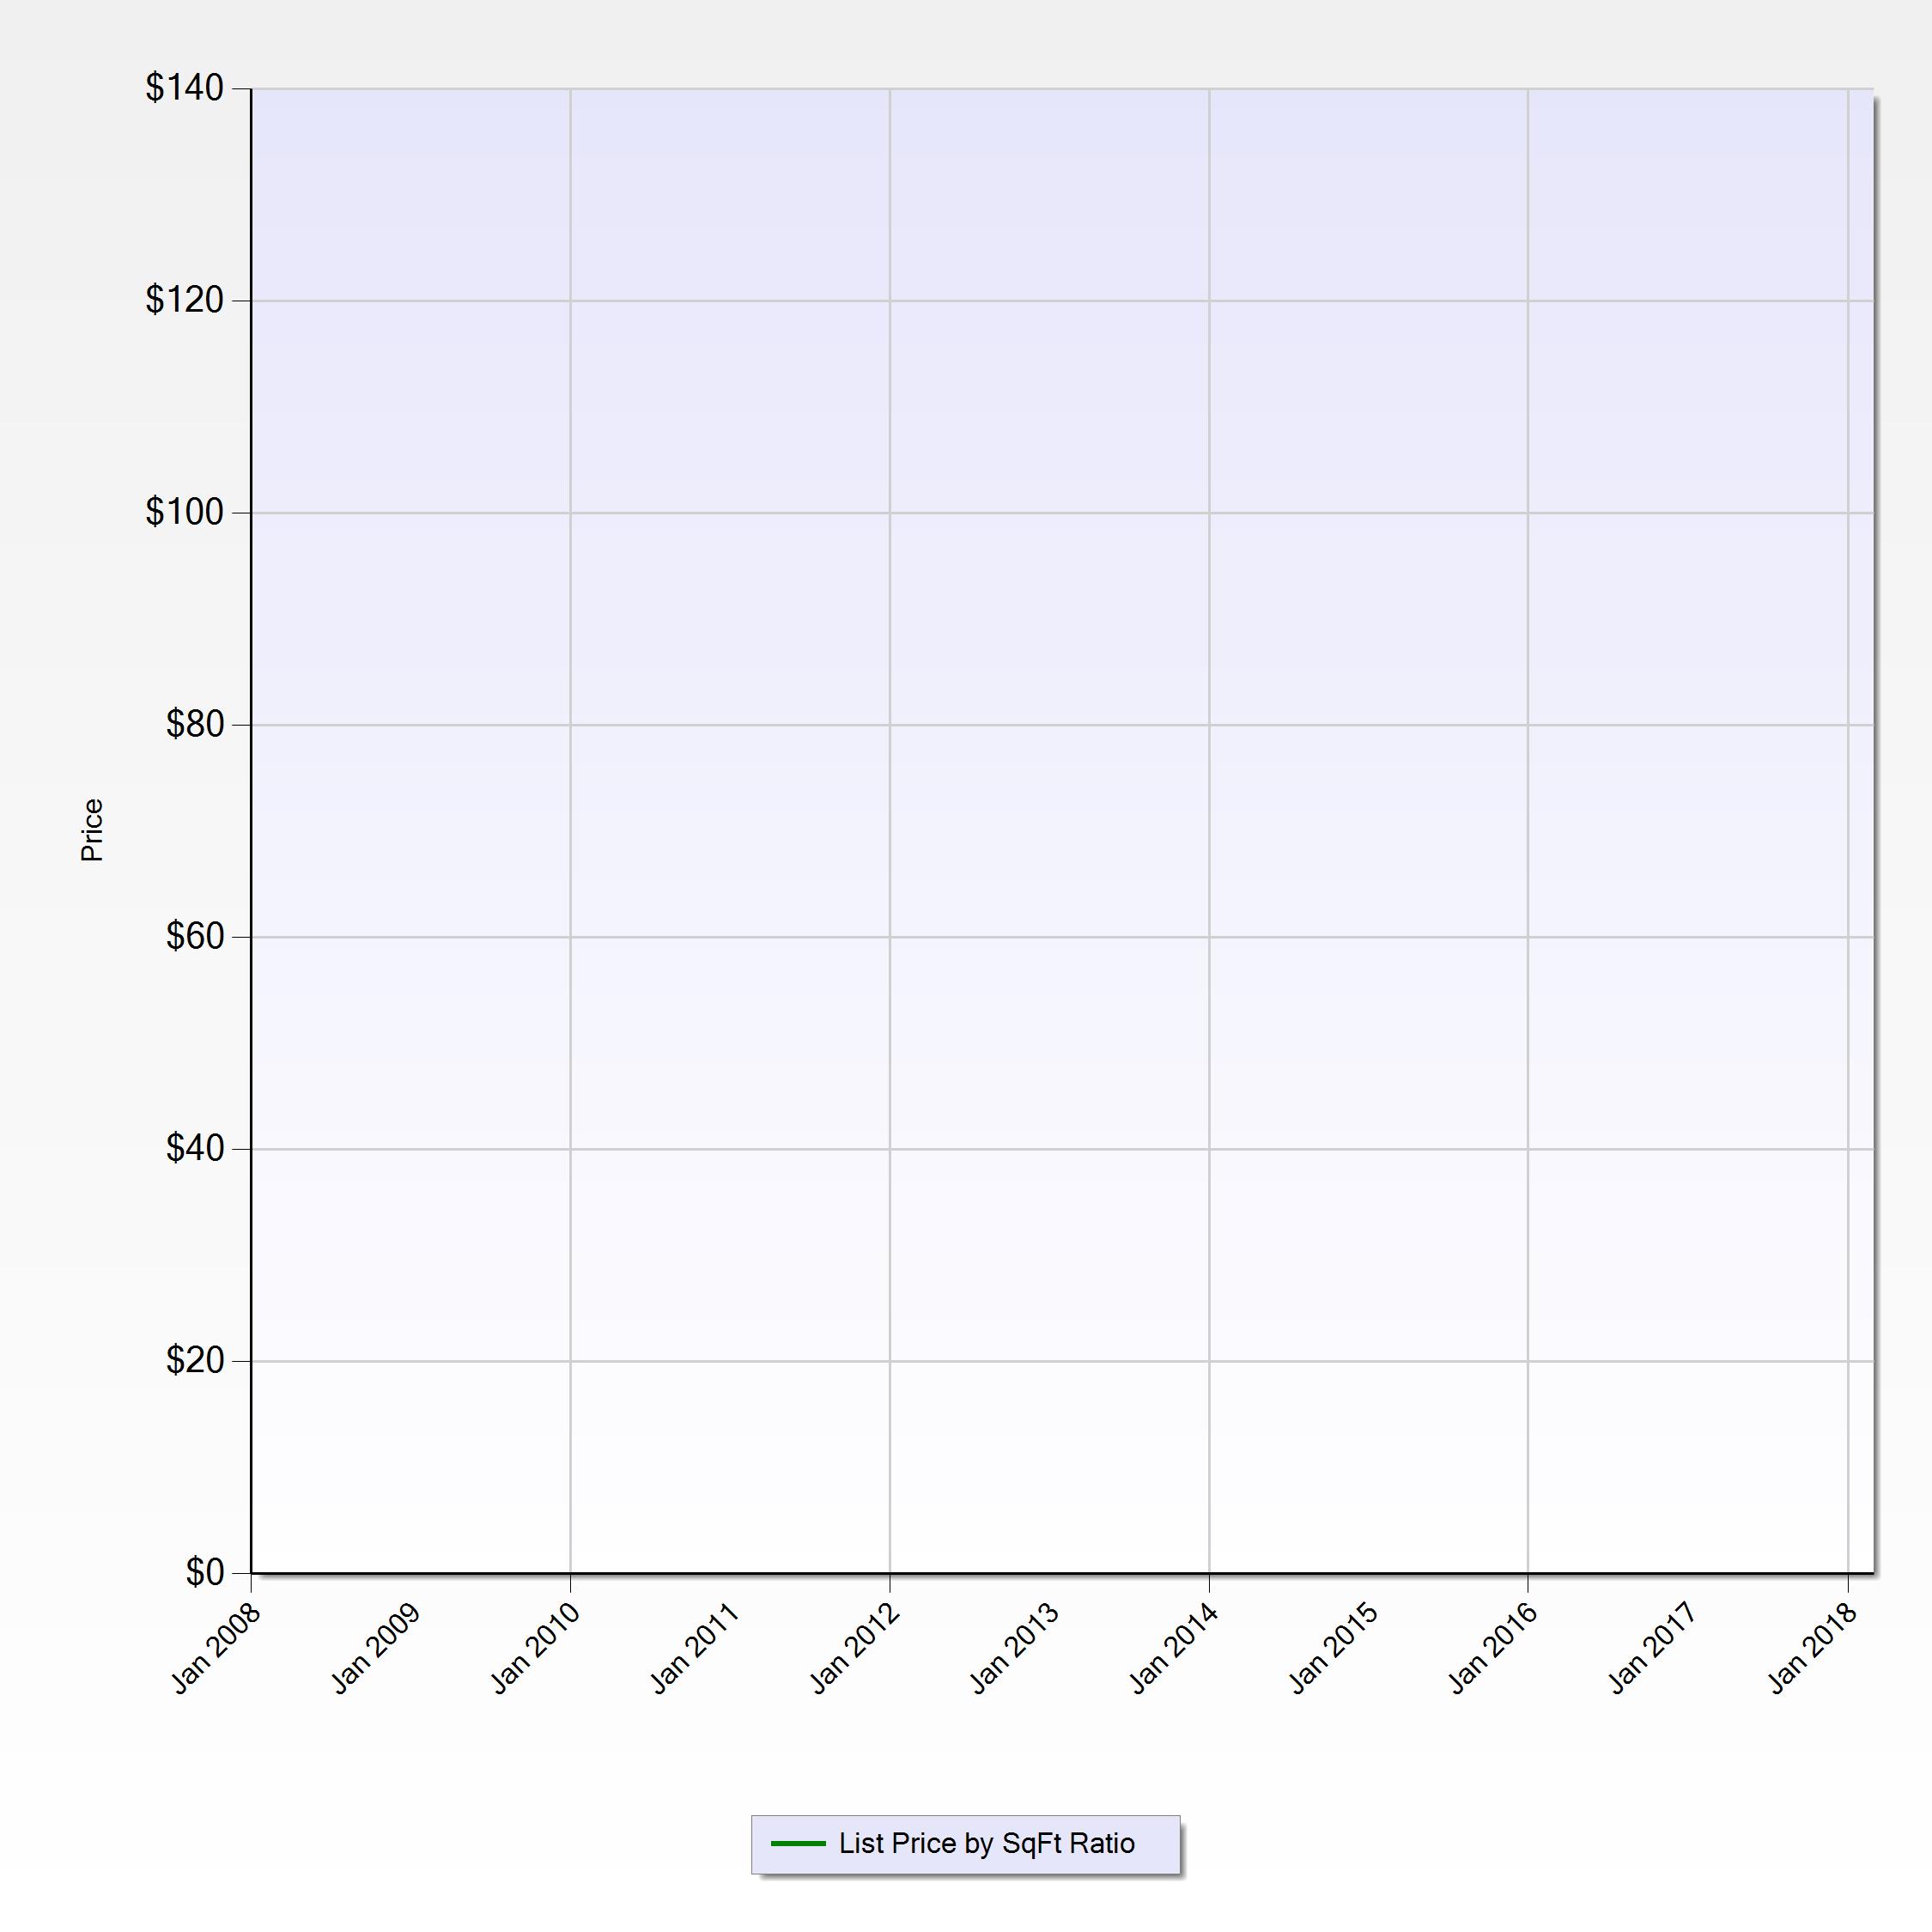 $140
$120
$100
$80
Price
$60
$40
$20
$0
Jan 2008
Jan 2009
Jan 2010
Jan 2011
Jan 2012
Jan 2013
Jan 2014
Jan 2015
Jan 2016
Jan 2017
Jan 2018
List Price by SqFt Ratio